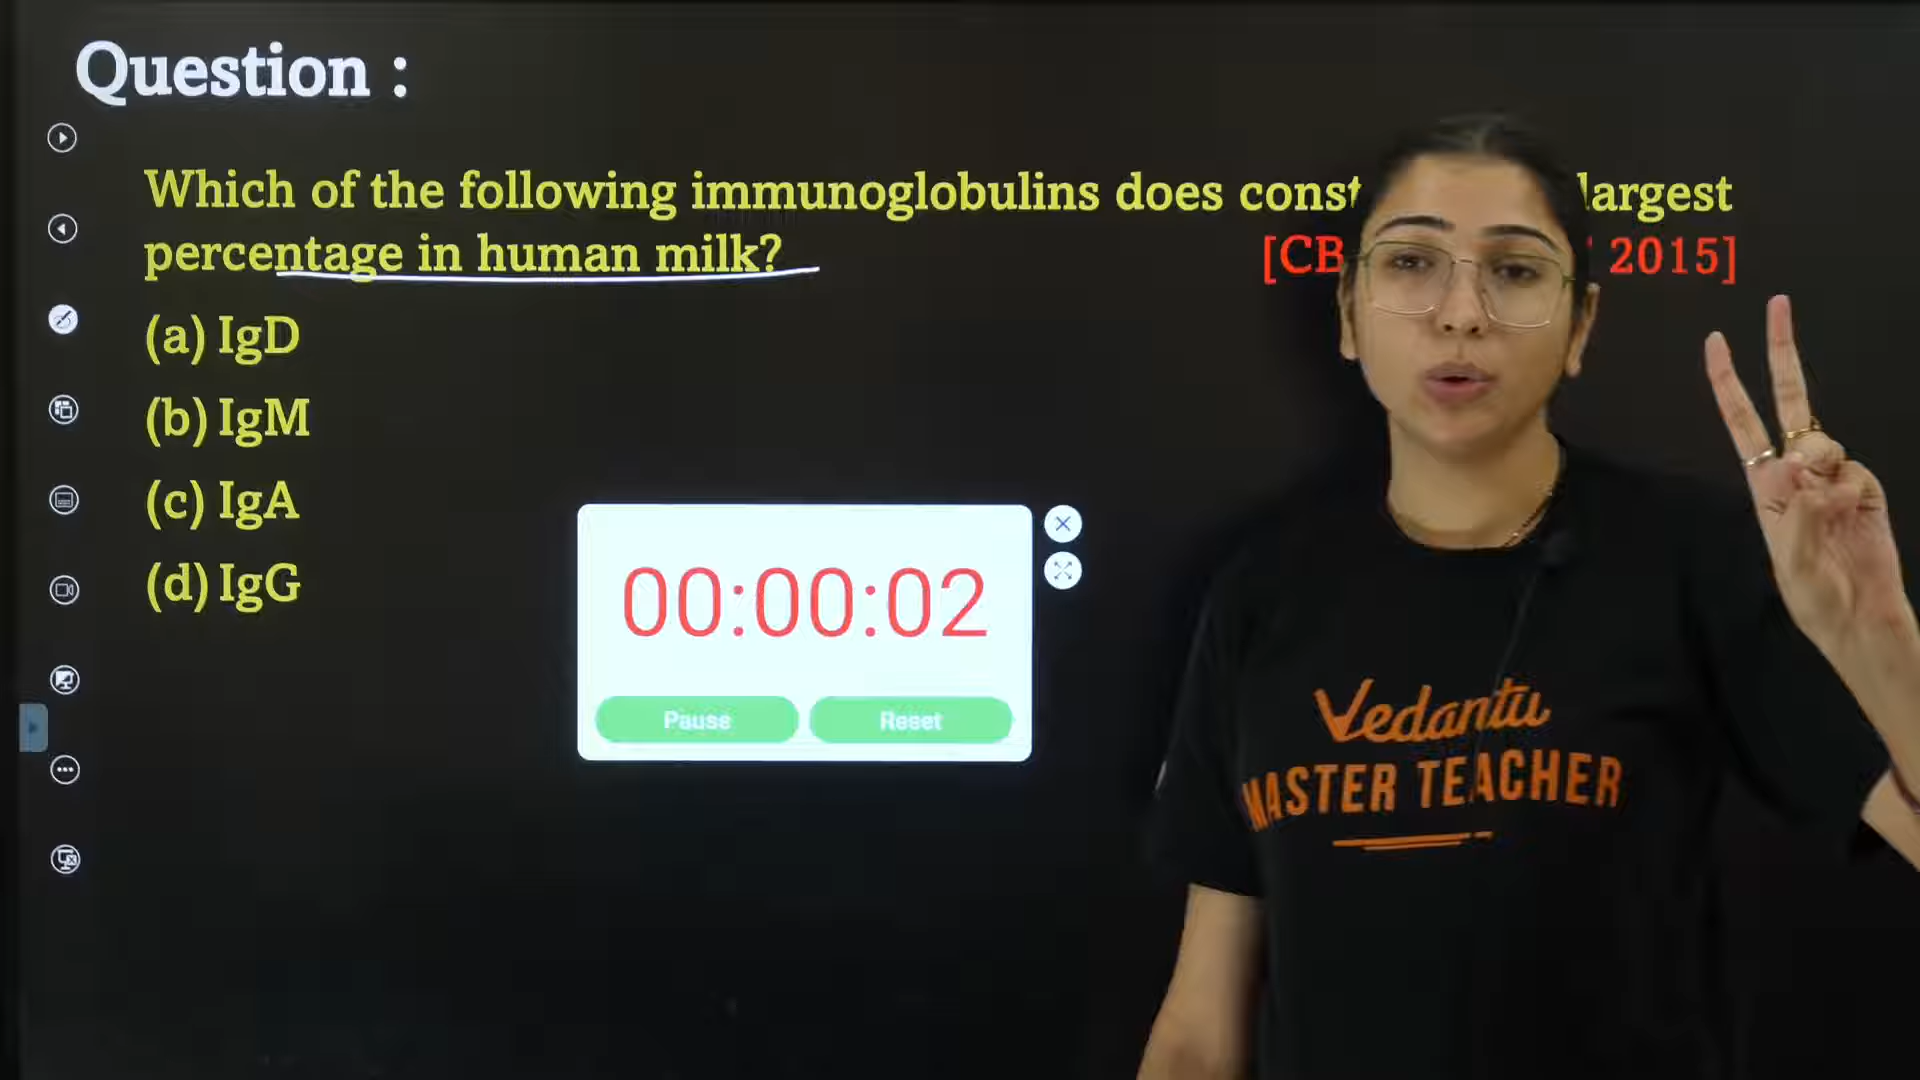 Question :
Which of the following immunoglobulins does const largest
percentage in human milk?
[CB 2015]
(a) IgD
(b) IgM
(c) IgA
(d) IgG
00:00:02
Pause Reset
Vedantu
MASTER TEACHER